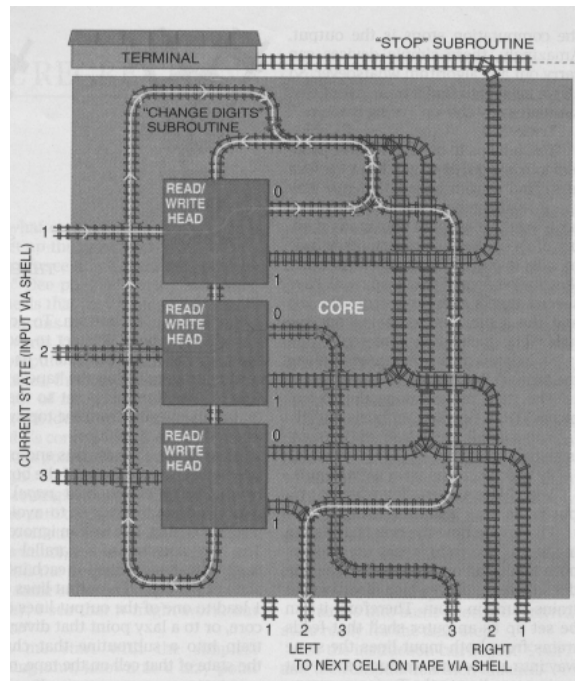 TERMINAL
"STOP" SUBROUTINE
"CHANGE DIGITS"
SUBROUTINE
READ/
WRITE
HEAD
0
1
1
READ/
WRITE
HEAD
0
CORE
2
1
READ/
WRITE
HEAD
0
3
1
CURRENT STATE (INPUT VIA SHELL)
1 2 3 3 2 1
LEFT RIGHT
TO NEXT CELL ON TAPE VIA SHELL